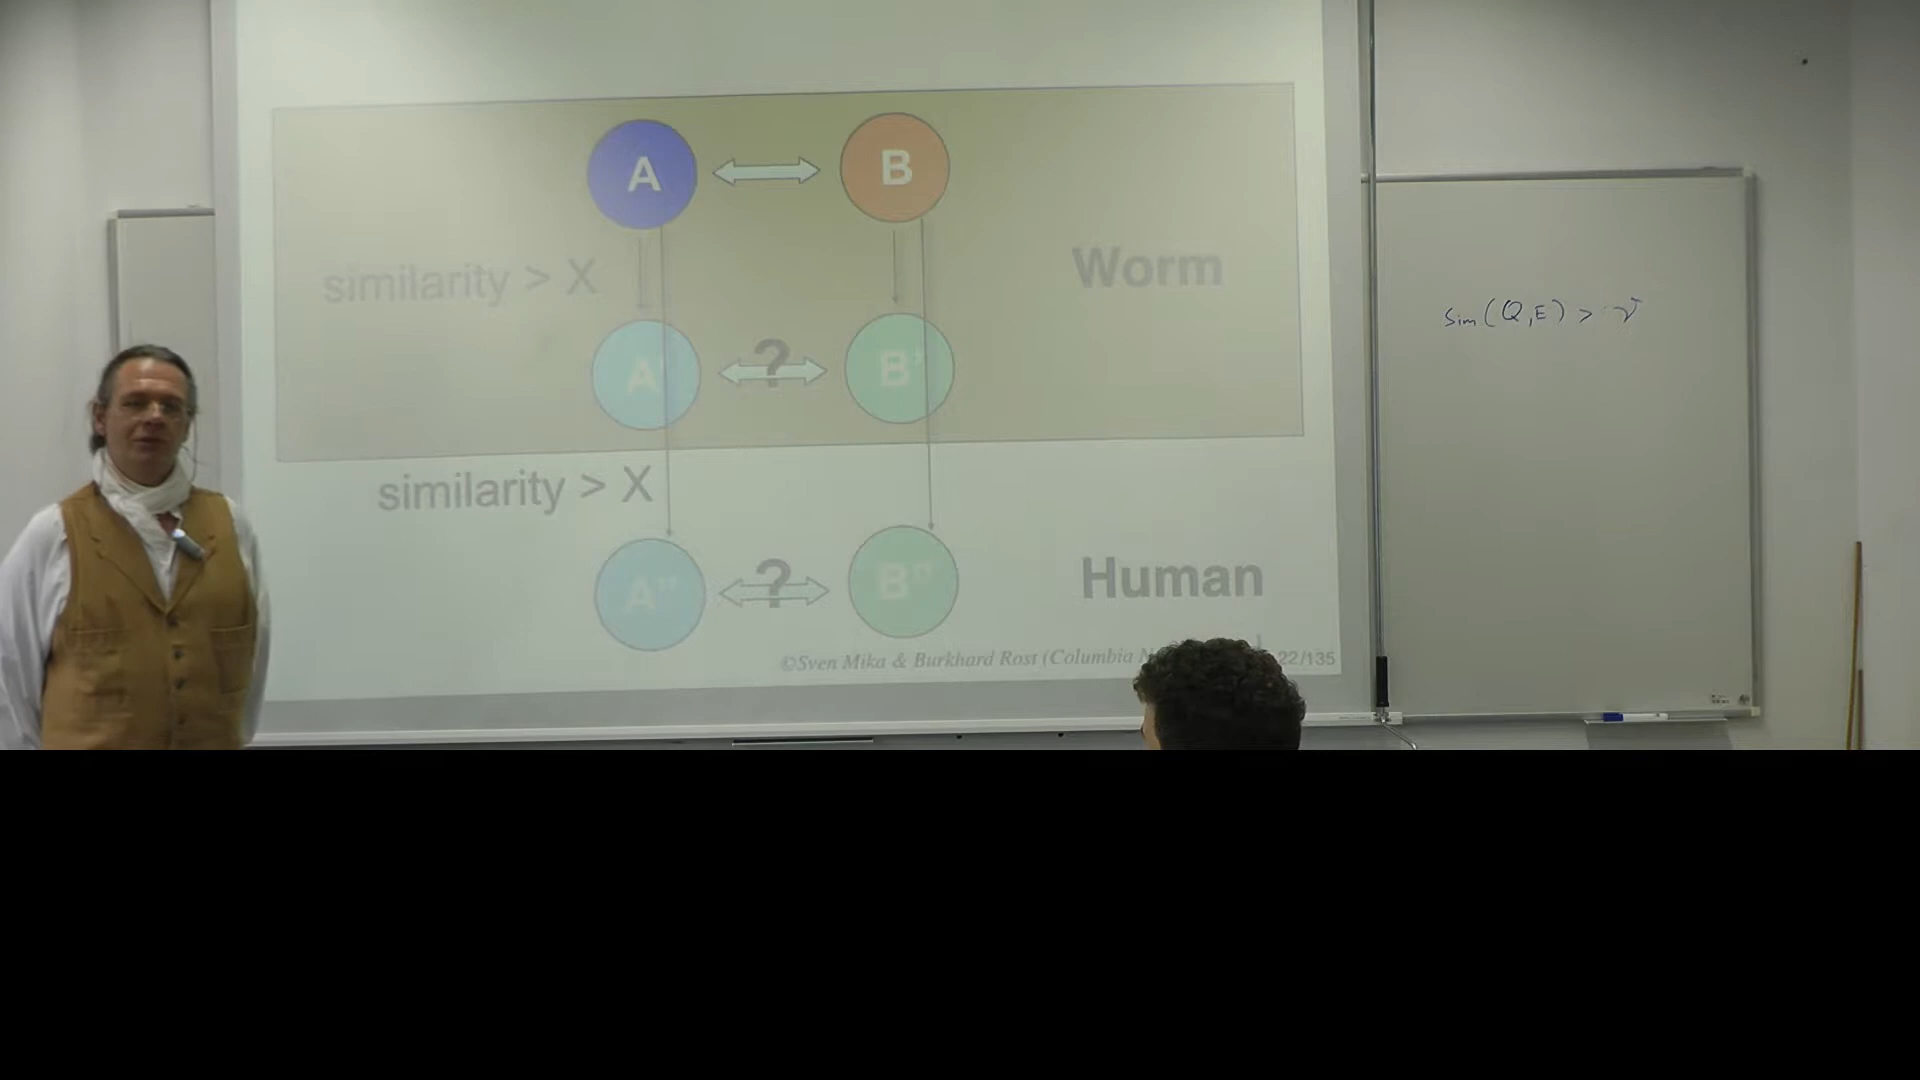 A B
similarity > X Worm
A' ? B'
similarity > X
A" ? B" Human
©Sven Mika & Burkhard Rost (Columbia 22/135
Sim(Q,E) >